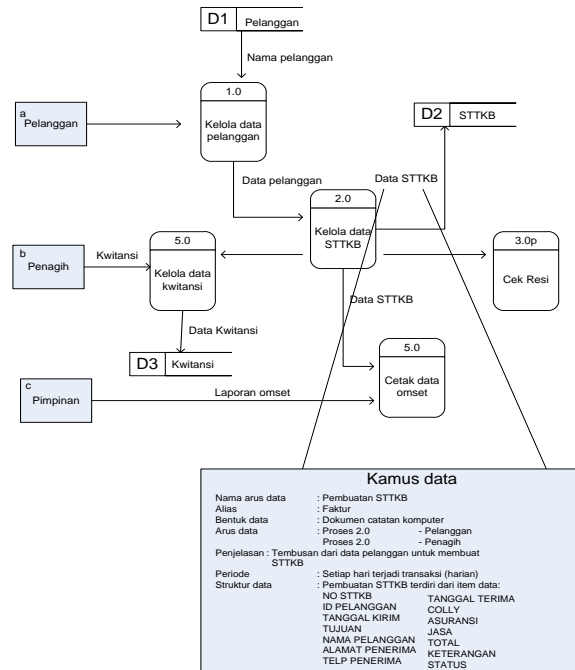 D1 Pelanggan
Nama pelanggan
1.0
Kelola data
pelanggan
a
Pelanggan
D2 STTKB
Data pelanggan
Data STTKB
2.0
Kelola data
STTKB
5.0
Kelola data
kwitansi
b
Penagih
Kwitansi
3.0p
Cek Resi
Data STTKB
Data Kwitansi
D3 Kwitansi
5.0
Cetak data
omset
c
Pimpinan
Laporan omset
Kamus data
Nama arus data : Pembuatan STTKB
Alias : Faktur
Bentuk data : Dokumen catatan komputer
Arus data : Proses 2.0 - Pelanggan
Proses 2.0 - Penagih
Penjelasan : Tembusan dari data pelanggan untuk membuat
STTKB
Periode : Setiap hari terjadi transaksi (harian)
Struktur data : Pembuatan STTKB terdiri dari item data:
NO STTKB
ID PELANGGAN
TANGGAL KIRIM
TUJUAN
NAMA PELANGGAN
ALAMAT PENERIMA
TELP PENERIMA
TANGGAL TERIMA
COLLY
ASURANSI
JASA
TOTAL
KETERANGAN
STATUS